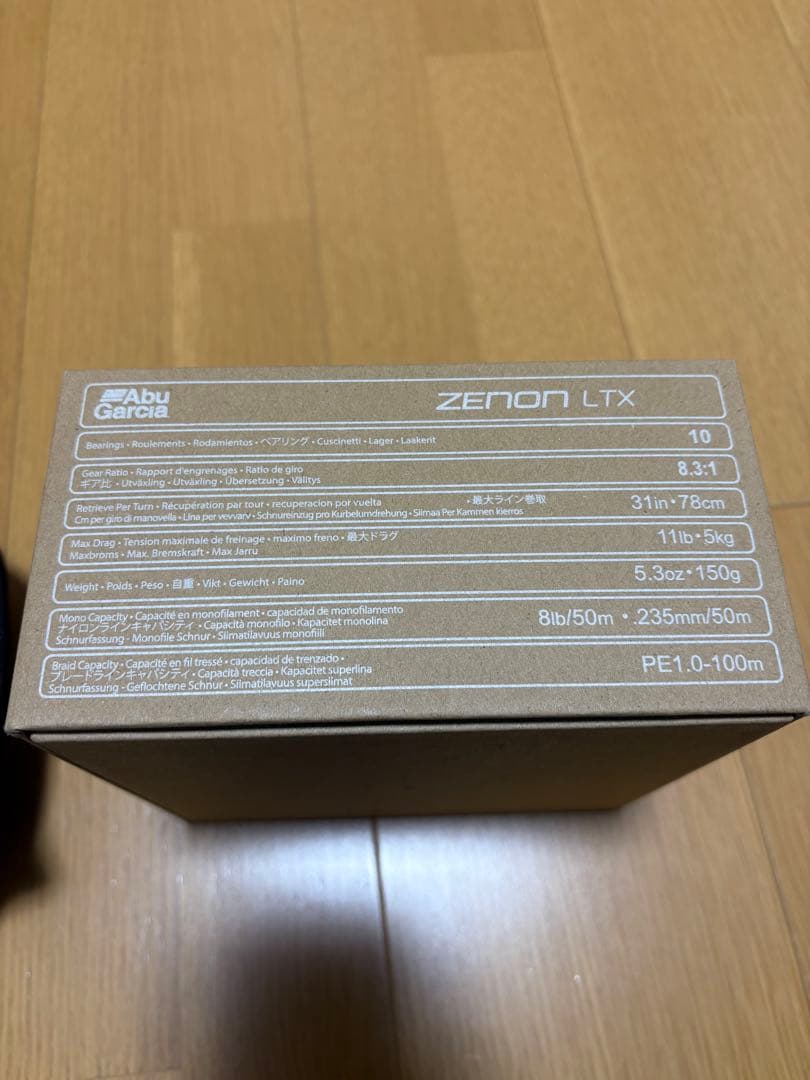 Abu
Garcia
ZENON LTX
Bearings • Roulements • Rodamientos • ベアリング • Cuscinetti • Lager • Laakerit
10
Gear Ratio • Rapport d'engrenages • Ratio de giro
ギア比 • Utväxling • Utväxling • Übersetzung • Välitys
8.3:1
Retrieve Per Turn • Récupération par tour • recuperacion por vuelta • 最大ライン巻取
Cm per giro di manovella • Lina per vevvarv • Schnureinzug pro Kurbelumdrehung • Siimaa Per Kammen kierros
31in • 78cm
Max Drag • Tension maximale de freinage • maximo freno • 最大ドラグ
Maxbroms • Max. Bremskraft • Max Jarru
11lb • 5kg
Weight • Poids • Peso • 自重 • Vikt • Gewicht • Paino
5.3oz • 150g
Mono Capacity • Capacité en monofilament • capacidad de monofilamento
ナイロンラインキャパシティ • Capacità monofilo • Kapacitet monolina
Schnurfassung • Monofile Schnur • Siimatilavuus monofiili
8lb/50m • .235mm/50m
Braid Capacity • Capacité en fil tressé • capacidad de trenzado •
ブレードラインキャパシティ • Capacità treccia • Kapacitet superlina
Schnurfassung • Geflochtene Schnur • Siimatilavuus superslimat
PE1.0-100m